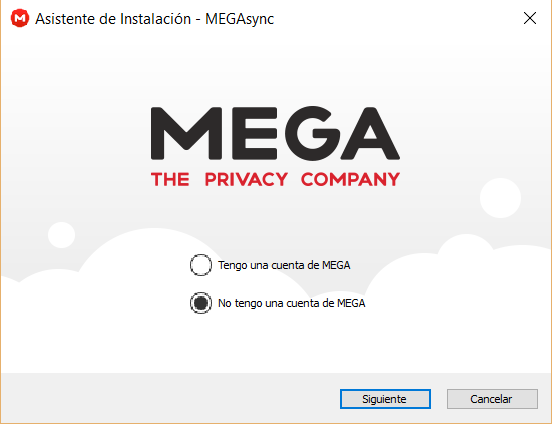 Asistente de Instalación - MEGAsync
MEGA
THE PRIVACY COMPANY
Tengo una cuenta de MEGA
No tengo una cuenta de MEGA
Siguiente
Cancelar